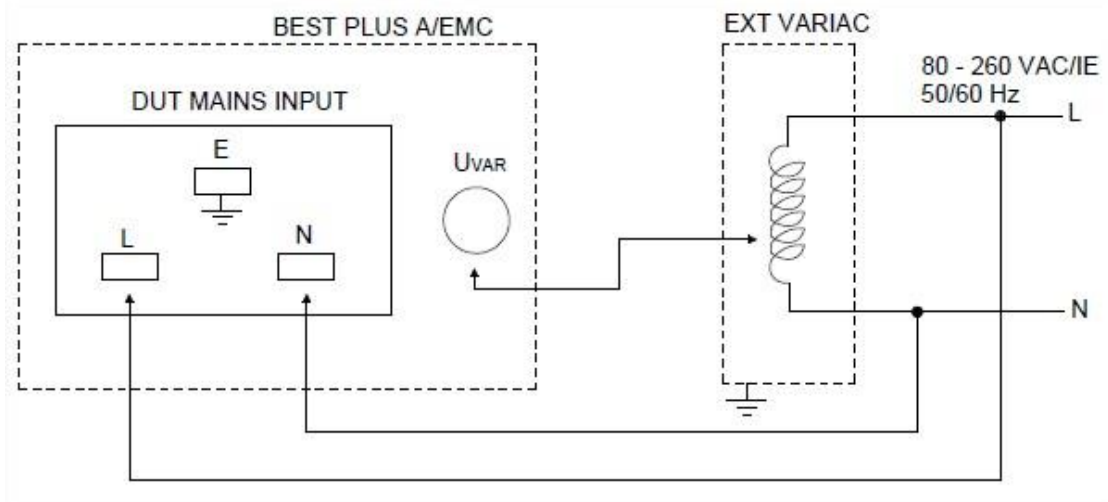 BEST PLUS A/EMC
EXT VARIAC
80 - 260 VAC/IE
50/60 Hz
DUT MAINS INPUT
L
E
UVAR
L
N
N